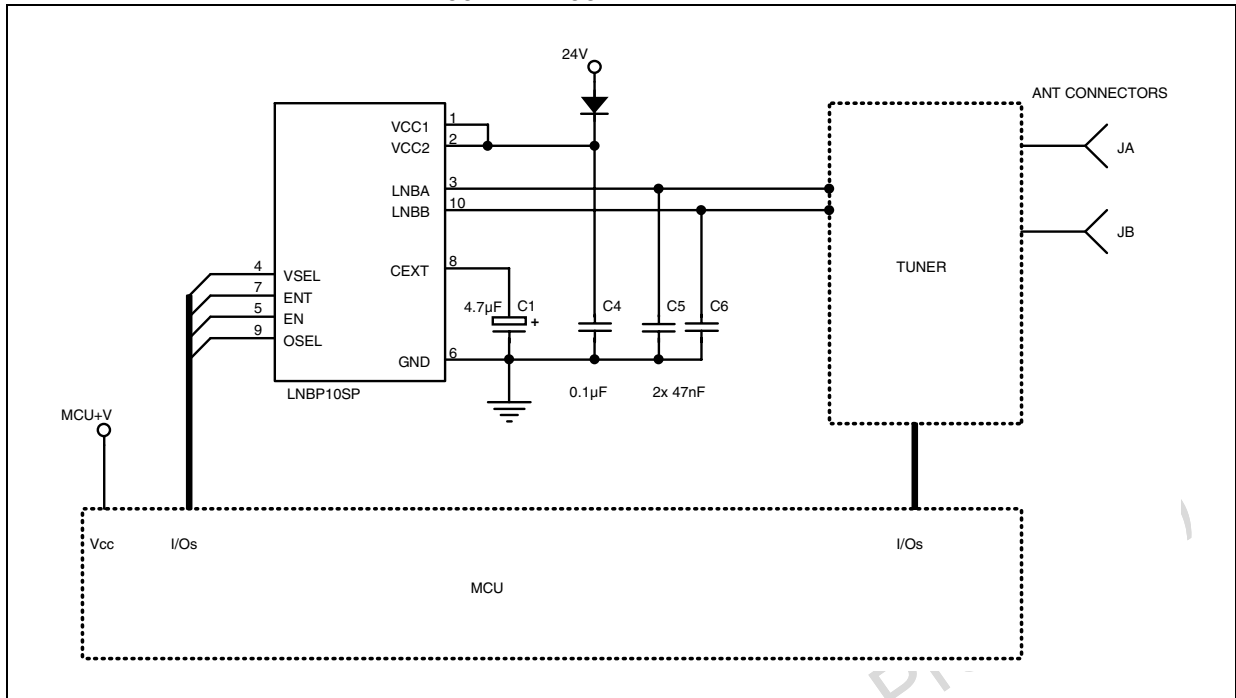 24V
ANT CONNECTORS
VCC1 1
VCC2 2
JA
LNBA 3
LNBB 10
JB
TUNER
4 VSEL
CEXT 8
7 ENT
4.7µF C1 C4 C5 C6
+
5 EN
9 OSEL
GND 6
LNBP10SP
0.1µF 2x 47nF
MCU+V
Vcc I/Os I/Os
MCU